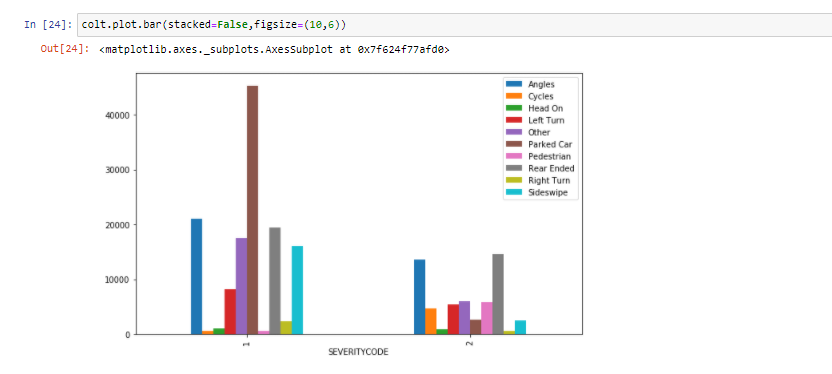 In [24]: colt.plot.bar(stacked=False,figsize=(10,6))
Out[24]: <matplotlib.axes._subplots.AxesSubplot at 0x7f624f77afd0>
Angles
Cycles
Head On
Left Turn
Other
Parked Car
Pedestrian
Rear Ended
Right Turn
Sideswipe
40000
30000
20000
10000
0
1
2
SEVERITYCODE